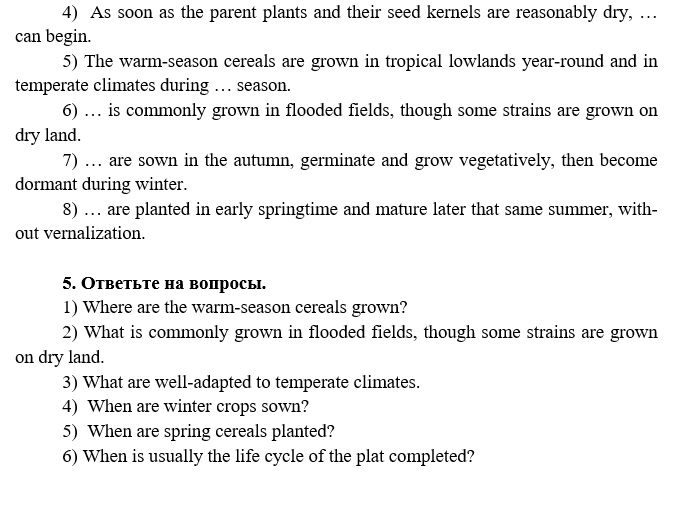 4) As soon as the parent plants and their seed kernels are reasonably dry, …
can begin.
5) The warm-season cereals are grown in tropical lowlands year-round and in
temperate climates during … season.
6) … is commonly grown in flooded fields, though some strains are grown on
dry land.
7) … are sown in the autumn, germinate and grow vegetatively, then become
dormant during winter.
8) … are planted in early springtime and mature later that same summer, with-
out vernalization.
5. Ответьте на вопросы.
1) Where are the warm-season cereals grown?
2) What is commonly grown in flooded fields, though some strains are grown
on dry land.
3) What are well-adapted to temperate climates.
4) When are winter crops sown?
5) When are spring cereals planted?
6) When is usually the life cycle of the plat completed?